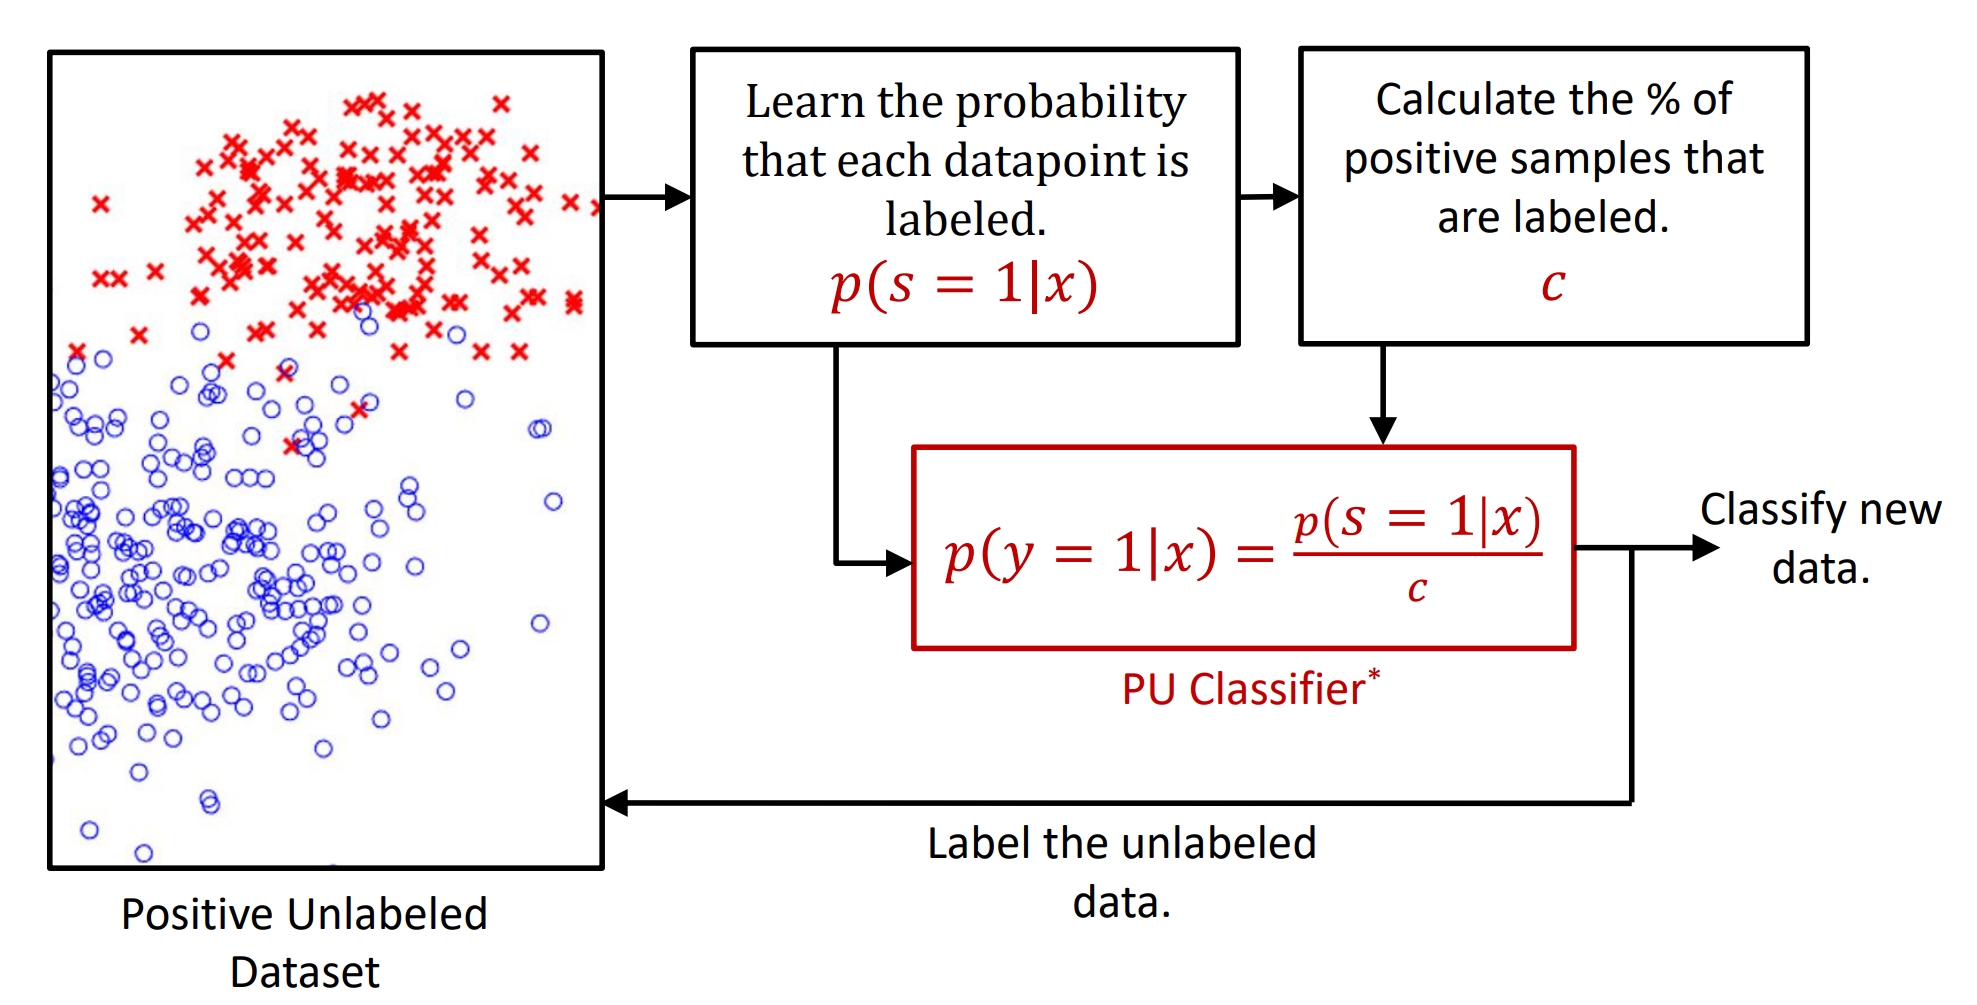 Learn the probability
that each datapoint is
labeled.
p(s = 1|x)
Calculate the % of
positive samples that
are labeled.
c
p(y = 1|x) = p(s = 1|x)
c
PU Classifier*
Classify new
data.
Label the unlabeled
data.
Positive Unlabeled
Dataset